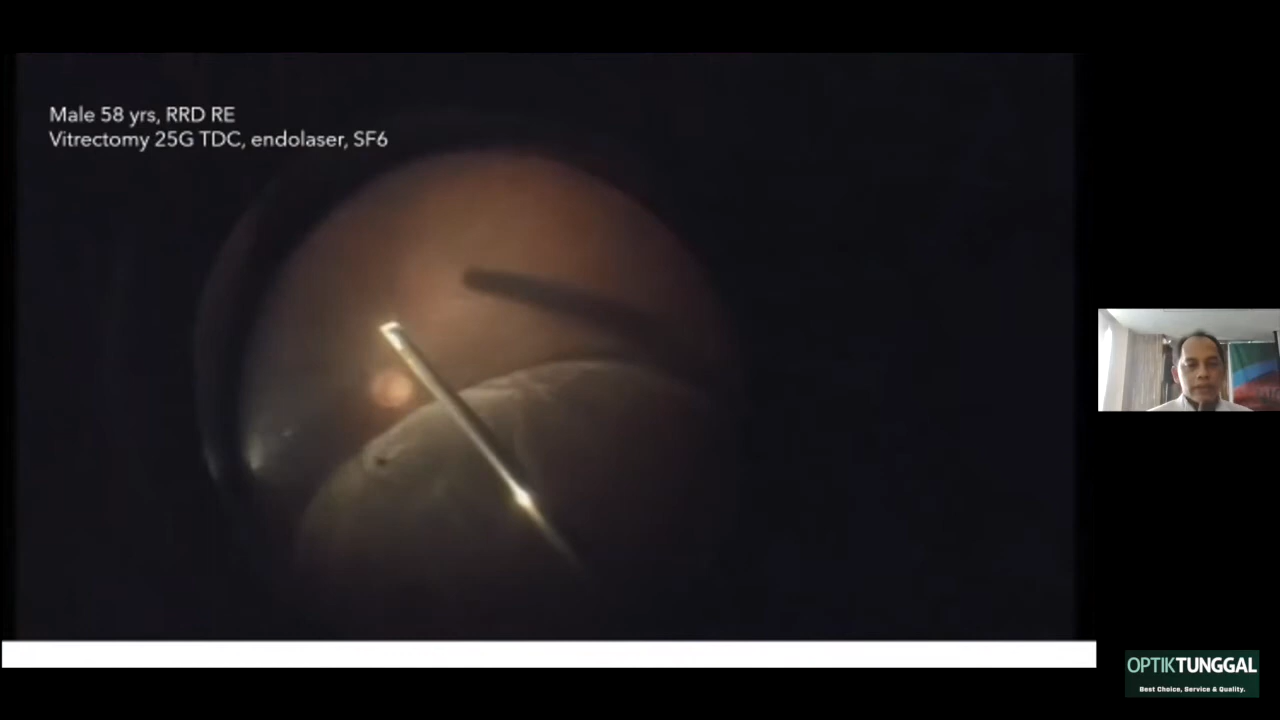 Male 58 yrs, RRD RE
Vitrectomy 25G TDC, endolaser, SF6
OPTIKTUNGGAL
Best Choice, Service & Quality.